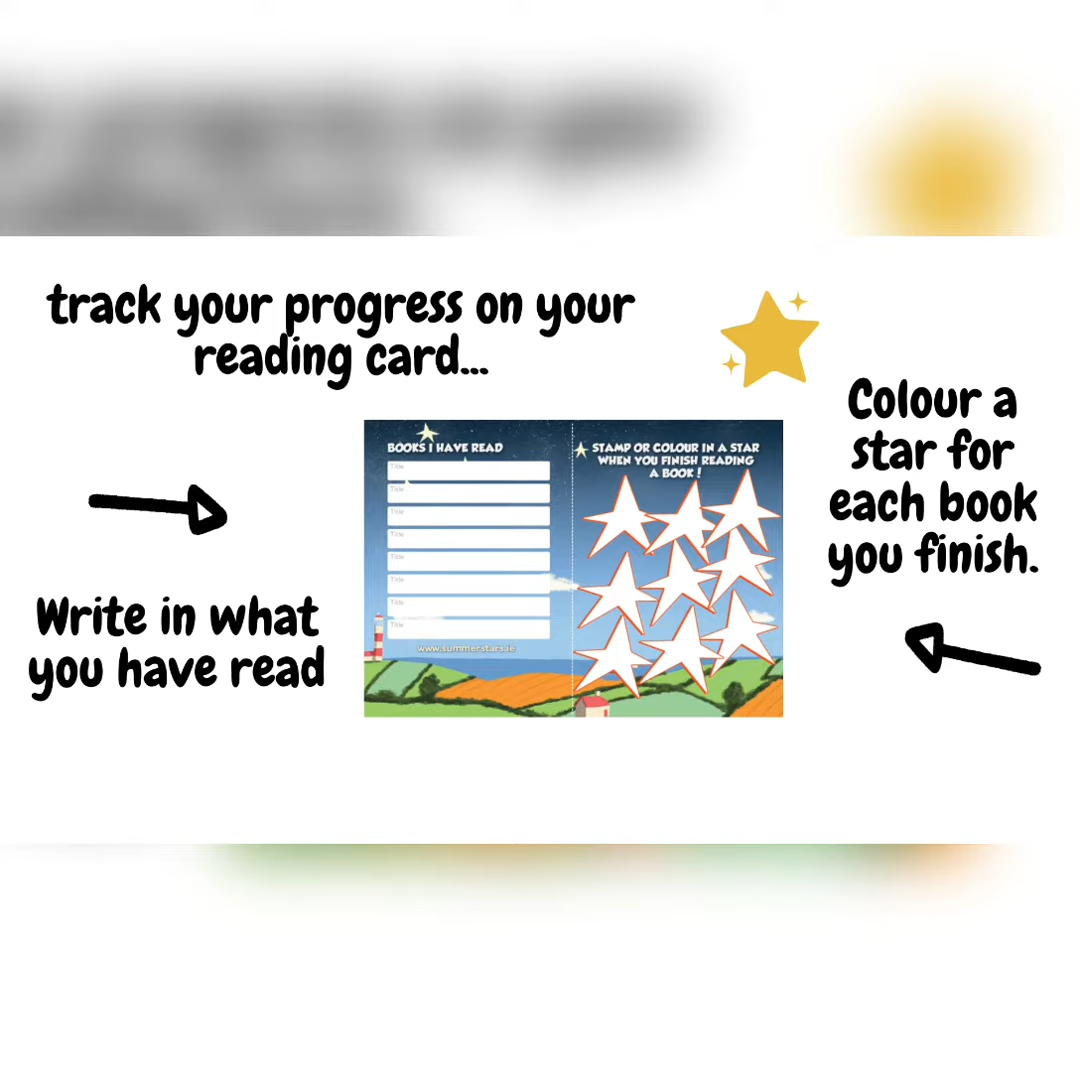 track your progress on your
reading card...
Colour a
star for
each book
you finish.
Write in what
you have read
BOOKS I HAVE READ
Title
Title
Title
Title
Title
Title
Title
Title
www.summerstars.ie
STAMP OR COLOUR IN A STAR
WHEN YOU FINISH READING
A BOOK!